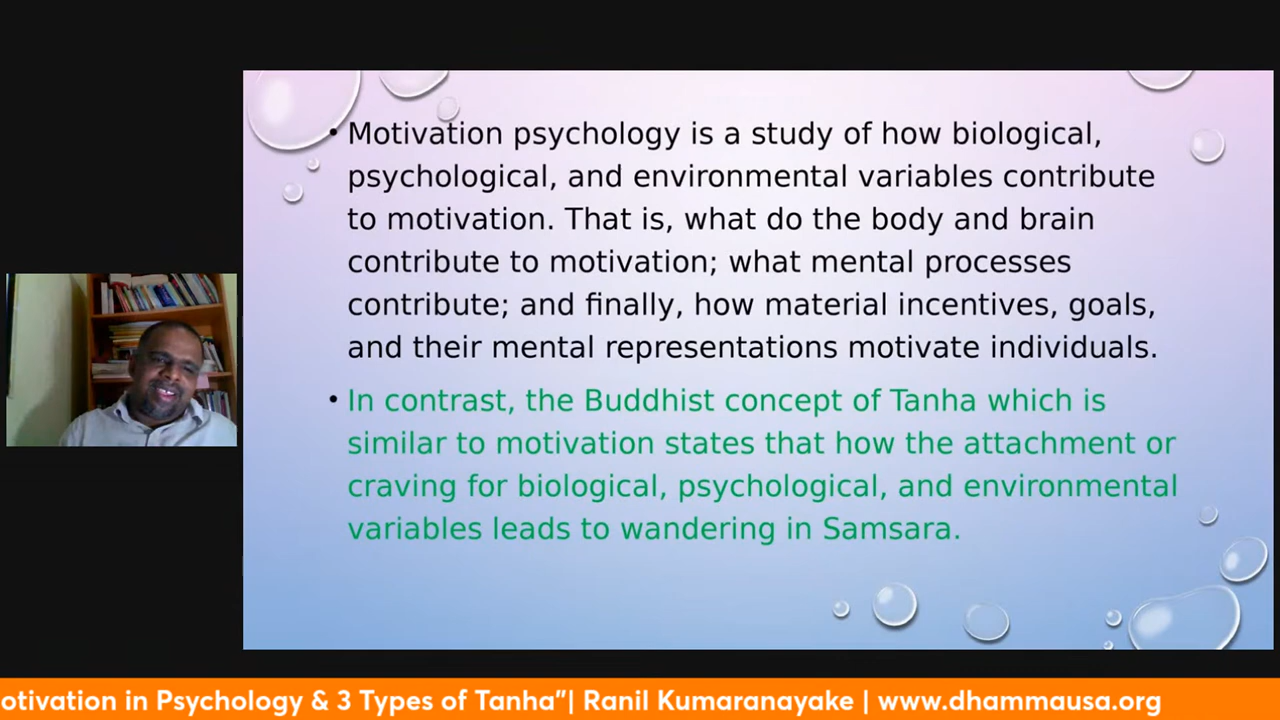 • Motivation psychology is a study of how biological,
psychological, and environmental variables contribute
to motivation. That is, what do the body and brain
contribute to motivation; what mental processes
contribute; and finally, how material incentives, goals,
and their mental representations motivate individuals.
• In contrast, the Buddhist concept of Tanha which is
similar to motivation states that how the attachment or
craving for biological, psychological, and environmental
variables leads to wandering in Samsara.
otivation in Psychology & 3 Types of Tanha"| Ranil Kumaranayake | www.dhammausa.org